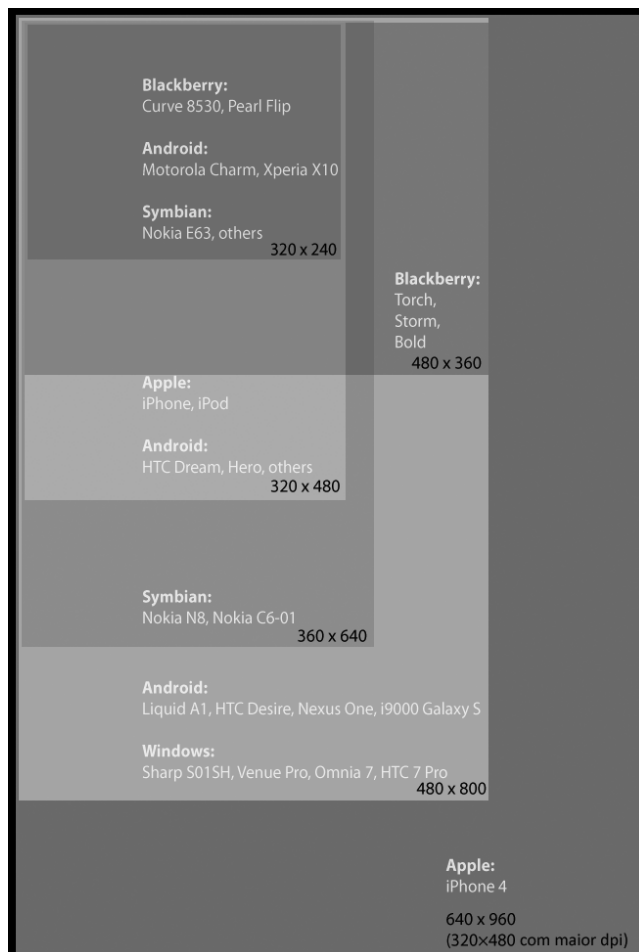 Blackberry:
Curve 8530, Pearl Flip
Android:
Motorola Charm, Xperia X10
Symbian:
Nokia E63, others
320 x 240
Blackberry:
Torch,
Storm,
Bold
480 x 360
Apple:
iPhone, iPod
Android:
HTC Dream, Hero, others
320 x 480
Symbian:
Nokia N8, Nokia C6-01
360 x 640
Android:
Liquid A1, HTC Desire, Nexus One, i9000 Galaxy S
Windows:
Sharp S01SH, Venue Pro, Omnia 7, HTC 7 Pro
480 x 800
Apple:
iPhone 4
640 x 960
(320×480 com maior dpi)